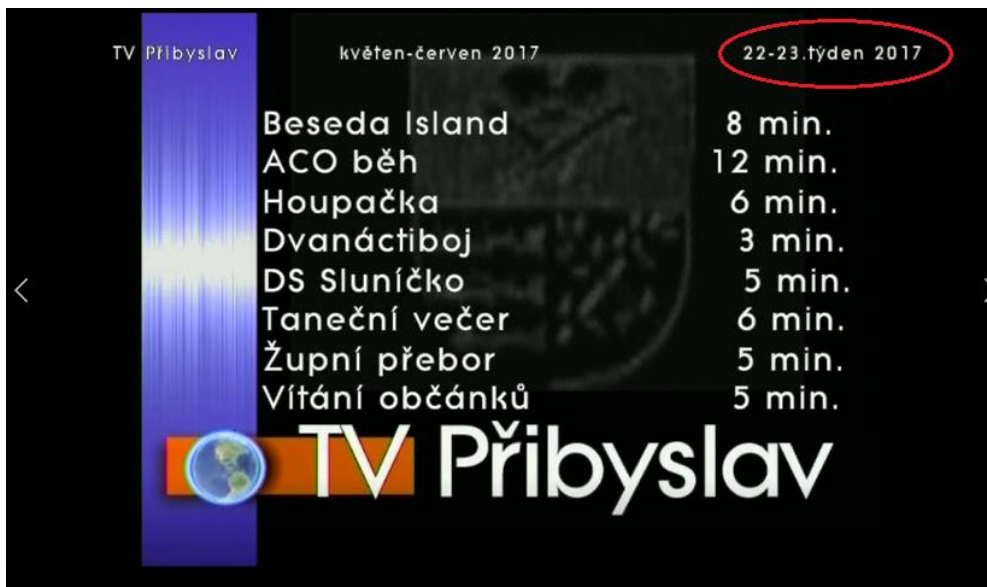 TV Přibyslav květen-červen 2017 22-23.týden 2017
Beseda Island 8 min.
ACO běh 12 min.
Houpačka 6 min.
Dvanáctiboj 3 min.
DS Sluníčko 5 min.
Taneční večer 6 min.
Župní přebor 5 min.
Vítání občánků 5 min.
TV Přibyslav